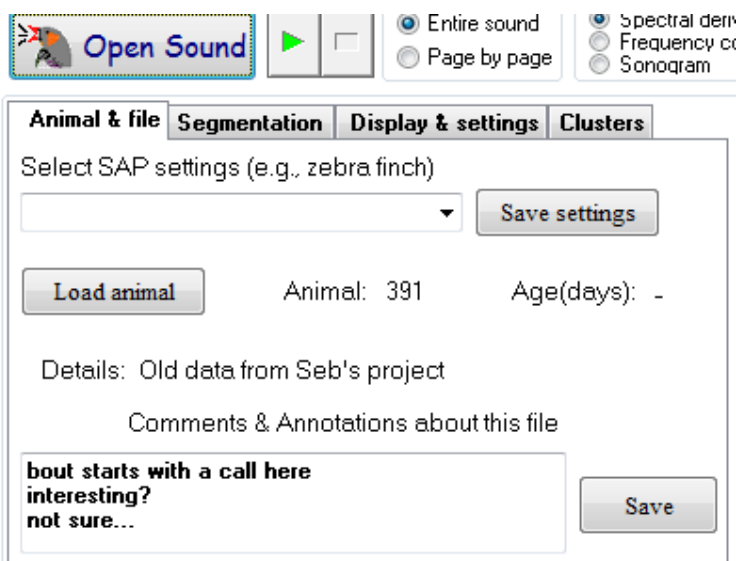 Open Sound
Entire sound
Page by page
Spectral
Frequency
Sonogram
Animal & file
Segmentation
Display & settings
Clusters
Select SAP settings (e.g., zebra finch)
Save settings
Load animal
Animal: 391
Age(days): -
Details: Old data from Seb's project
Comments & Annotations about this file
bout starts with a call here
interesting?
not sure...
Save